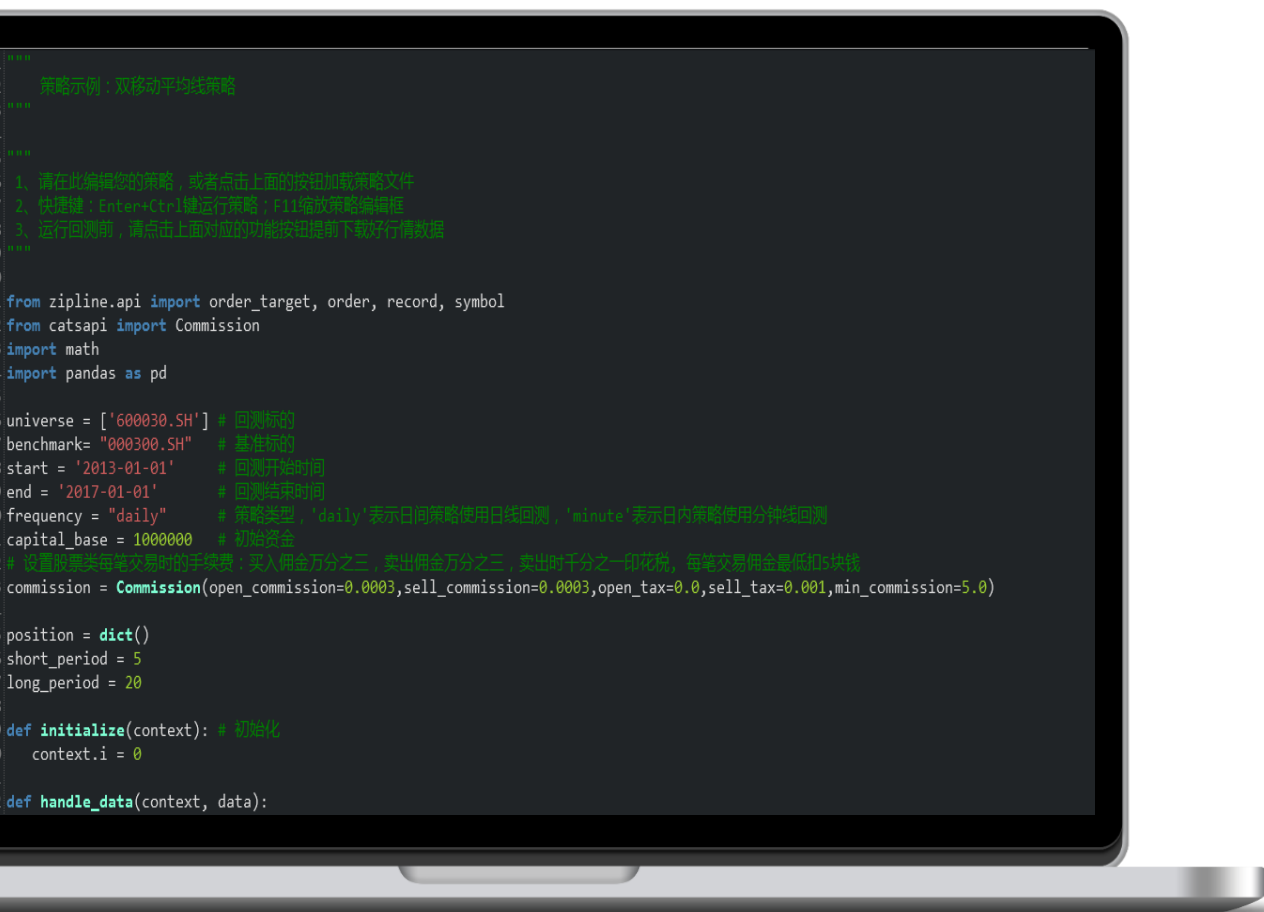 """
策略示例：双移动平均线策略
"""
"""
1、请在此编辑您的策略，或者点击上面的按钮加载策略文件
2、快捷键：Enter+Ctrl键运行策略；F11缩放策略编辑框
3、运行回测前，请点击上面对应的功能按钮提前下载好行情数据
"""
from zipline.api import order_target, order, record, symbol
from catsapi import Commission
import math
import pandas as pd
universe = ['600030.SH'] # 回测标的
benchmark= "000300.SH" # 基准标的
start = '2013-01-01' # 回测开始时间
end = '2017-01-01' # 回测结束时间
frequency = "daily" # 策略类型，'daily'表示日间策略使用日线回测，'minute'表示日内策略使用分钟线回测
capital_base = 1000000 # 初始资金
# 设置股票类每笔交易时的手续费：买入佣金万分之三，卖出佣金万分之三，卖出时千分之一印花税, 每笔交易佣金最低扣5块钱
commission = Commission(open_commission=0.0003,sell_commission=0.0003,open_tax=0.0,sell_tax=0.001,min_commission=5.0)
position = dict()
short_period = 5
long_period = 20
def initialize(context): # 初始化
context.i = 0
def handle_data(context, data):